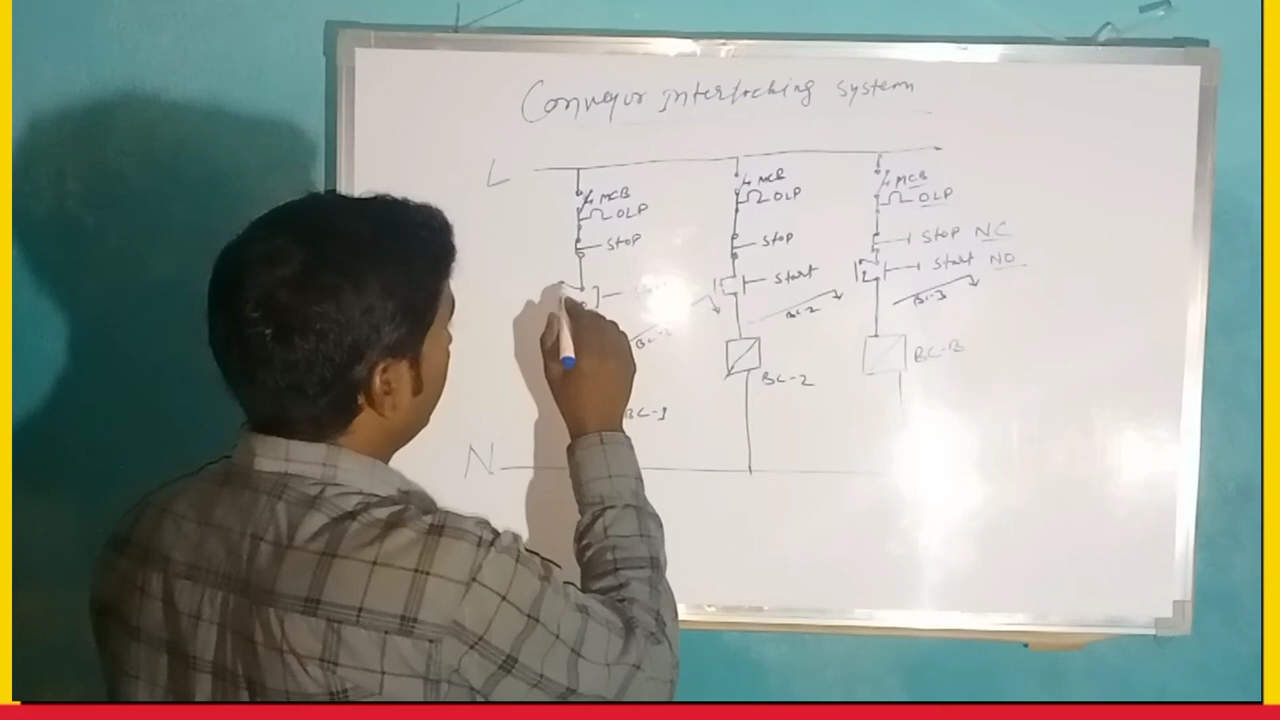 Conveyor interlocking system
L
MCB MCB MCB
OLP OLP OLP
Stop Stop Stop NC
Start Start NO
BC-2 BC-3
BC-2 BC-3
BC-1
N